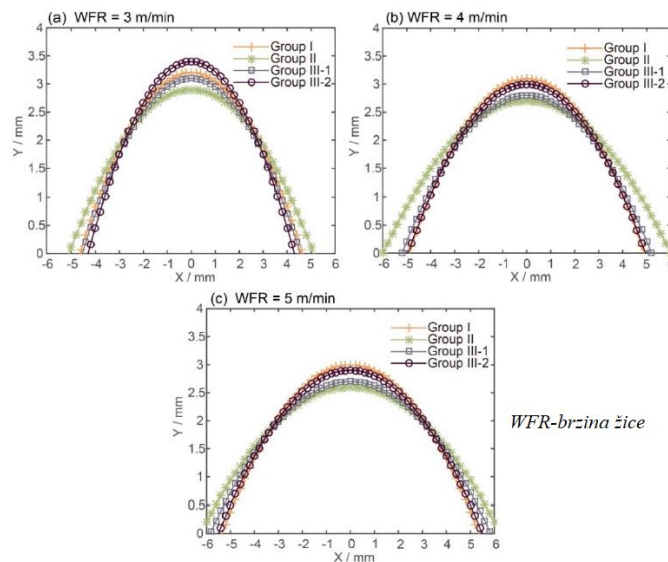 (a) WFR = 3 m/min
4
3.5
3
2.5
2
1.5
1
0.5
0
Y / mm
Group I
Group II
Group III-1
Group III-2
-6 -5 -4 -3 -2 -1 0 1 2 3 4 5 6
X / mm
(b) WFR = 4 m/min
4
3.5
3
2.5
2
1.5
1
0.5
0
Y / mm
Group I
Group II
Group III-1
Group III-2
-6 -5 -4 -3 -2 -1 0 1 2 3 4 5 6
X / mm
(c) WFR = 5 m/min
4
3.5
3
2.5
2
1.5
1
0.5
0
Y / mm
Group I
Group II
Group III-1
Group III-2
-6 -5 -4 -3 -2 -1 0 1 2 3 4 5 6
X / mm
WFR-brzina žice